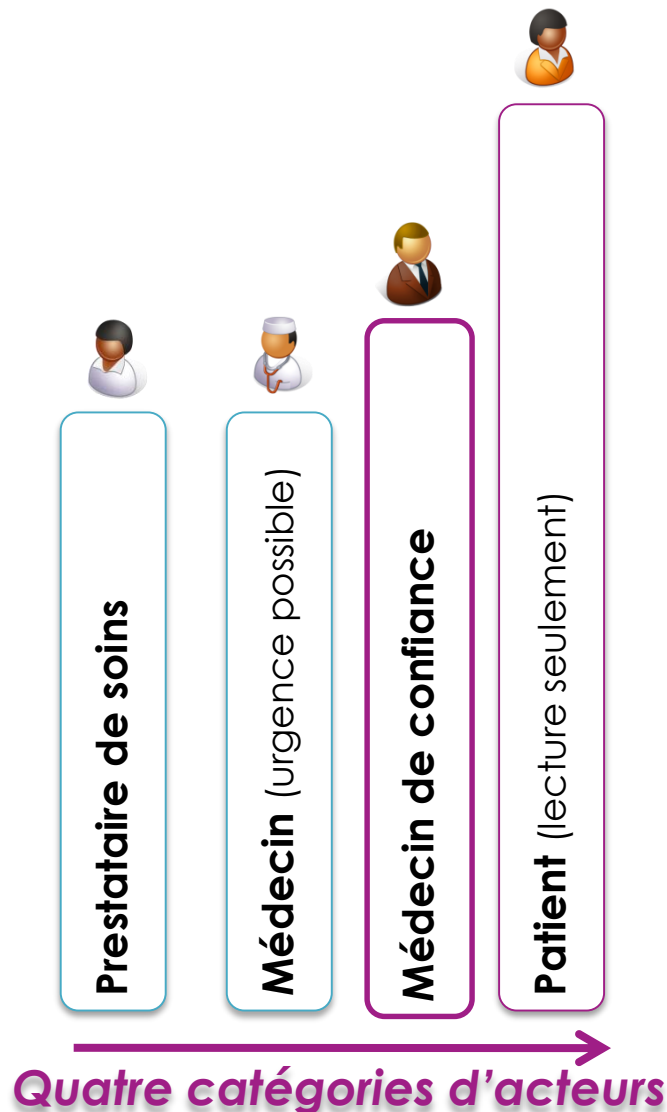 Prestataire de soins
Médecin (urgence possible)
Médecin de confiance
Patient (lecture seulement)
Quatre catégories d’acteurs